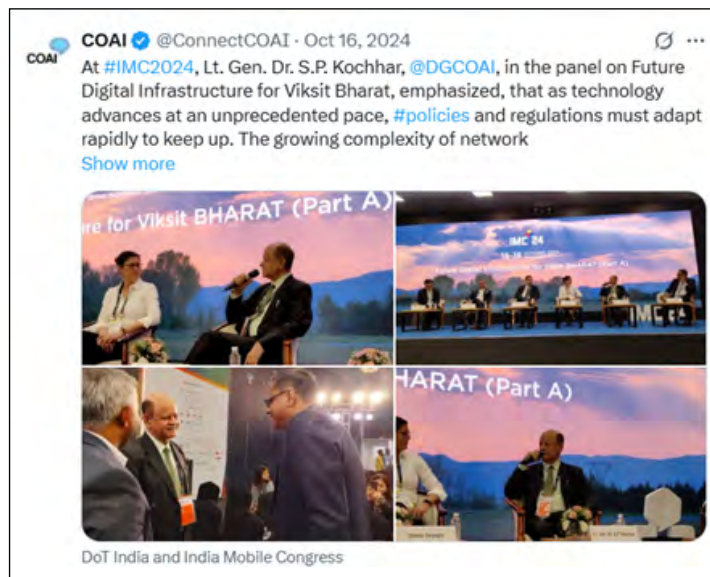 COAI
COAI @ConnectCOAI · Oct 16, 2024
At #IMC2024, Lt. Gen. Dr. S.P. Kochhar, @DGCOAI, in the panel on Future
Digital Infrastructure for Viksit Bharat, emphasized, that as technology
advances at an unprecedented pace, #policies and regulations must adapt
rapidly to keep up. The growing complexity of network
Show more
re for Viksit BHARAT (Part A)
IMC 24
BHARAT (Part A)
HARAT (Part A)
DoT India and India Mobile Congress